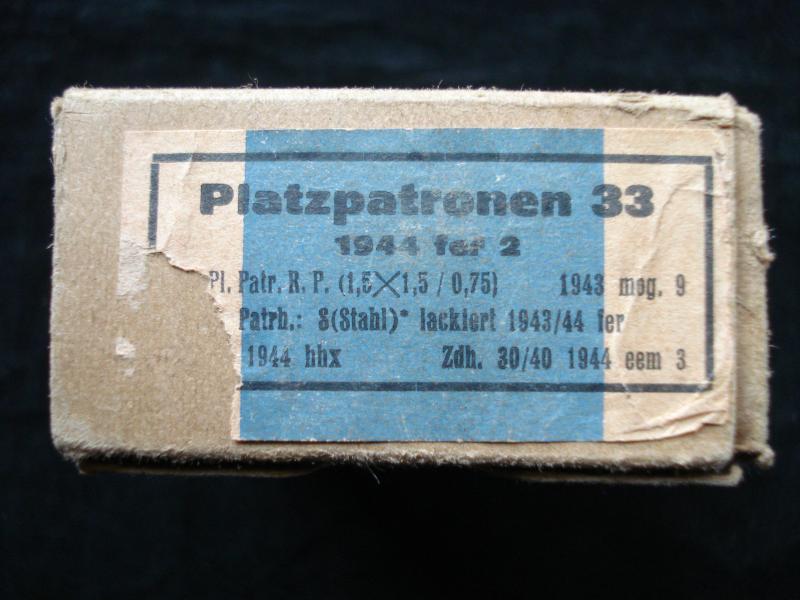 Platzpatronen 33
1944 fer 2
Pl. Patr. R. P. (1,5×1,5 / 0,75) 1943 mog. 9
Patrh.: S(Stahl)* lackiert 1943/44 fer
1944 hhx Zdh. 30/40 1944 eem 3